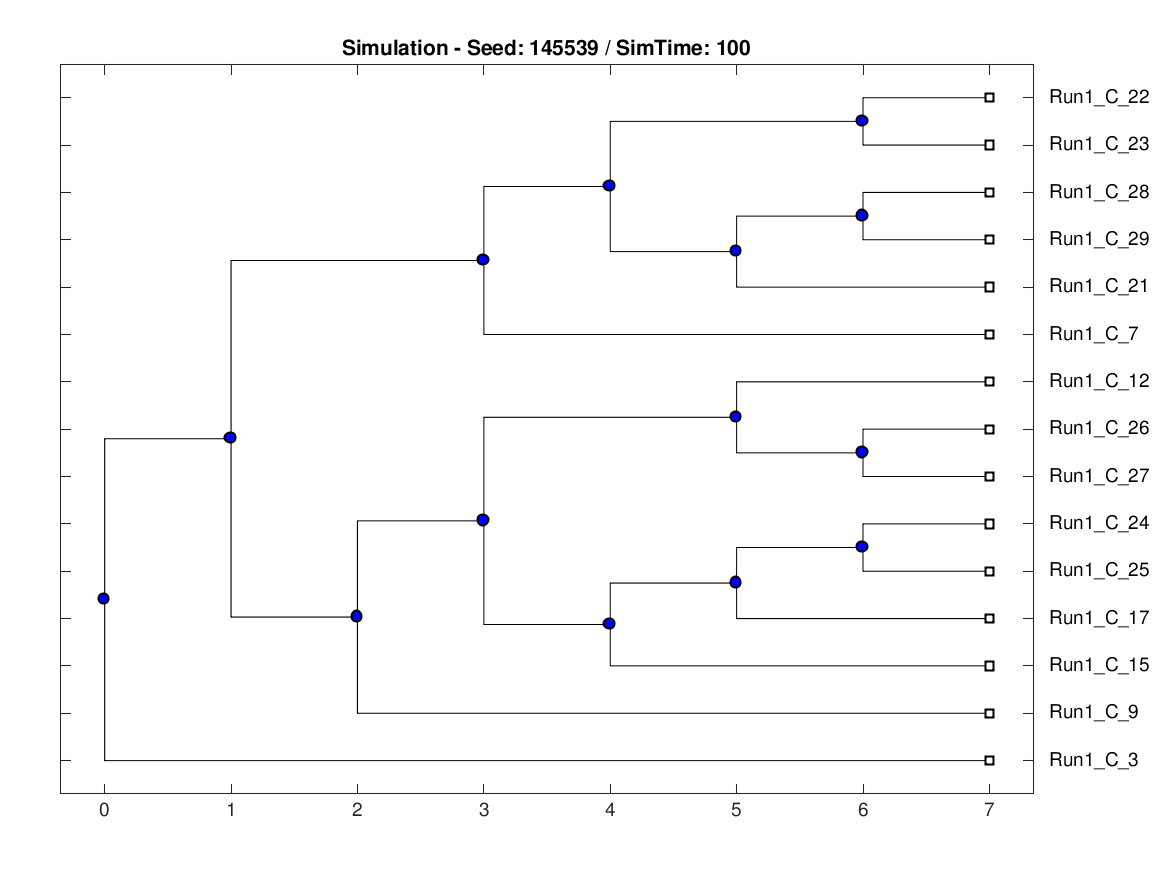 Simulation - Seed: 145539 / SimTime: 100
Run1_C_22
Run1_C_23
Run1_C_28
Run1_C_29
Run1_C_21
Run1_C_7
Run1_C_12
Run1_C_26
Run1_C_27
Run1_C_24
Run1_C_25
Run1_C_17
Run1_C_15
Run1_C_9
Run1_C_3
0 1 2 3 4 5 6 7